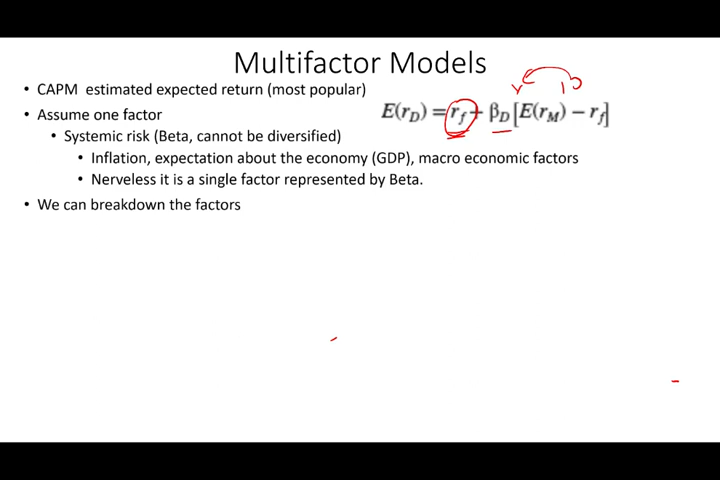 Multifactor Models
• CAPM estimated expected return (most popular)
E(r_D) = r_f + β_D[E(r_M) − r_f]
• Assume one factor
• Systemic risk (Beta, cannot be diversified)
• Inflation, expectation about the economy (GDP), macro economic factors
• Nerveless it is a single factor represented by Beta.
• We can breakdown the factors